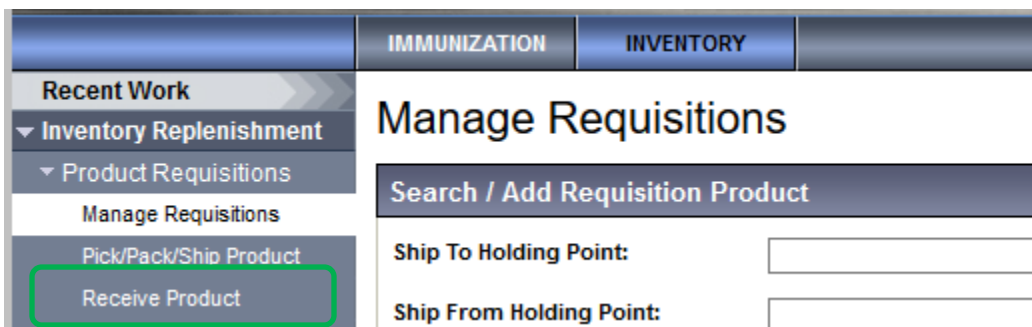 IMMUNIZATION INVENTORY
Recent Work
Inventory Replenishment
Product Requisitions
Manage Requisitions
Pick/Pack/Ship Product
Receive Product
Manage Requisitions
Search / Add Requisition Product
Ship To Holding Point:
Ship From Holding Point: